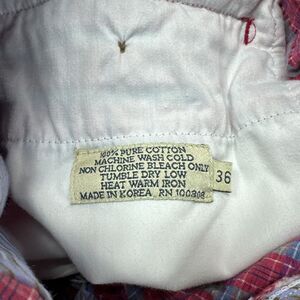 100% PURE COTTON
MACHINE WASH COLD
NON CHLORINE BLEACH ONLY
TUMBLE DRY LOW
HEAT WARM IRON
MADE IN KOREA RN
36